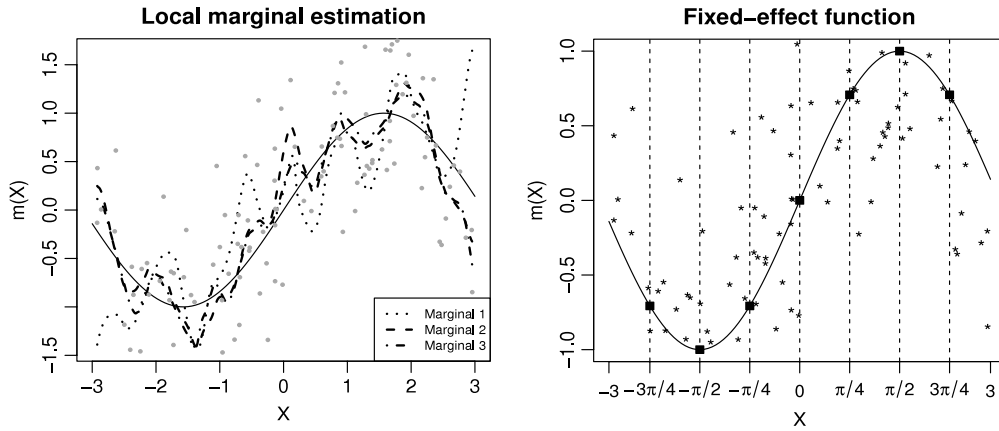 Local marginal estimation
m(X)
1.5
1.0
0.5
0.0
−0.5
−1.0
−1.5
Marginal 1
Marginal 2
Marginal 3
−3 −2 −1 0 1 2 3
X
Fixed−effect function
m(X)
1.0
0.5
0.0
−0.5
−1.0
−3 −3π/4 −π/2 −π/4 0 π/4 π/2 3π/4 3
X